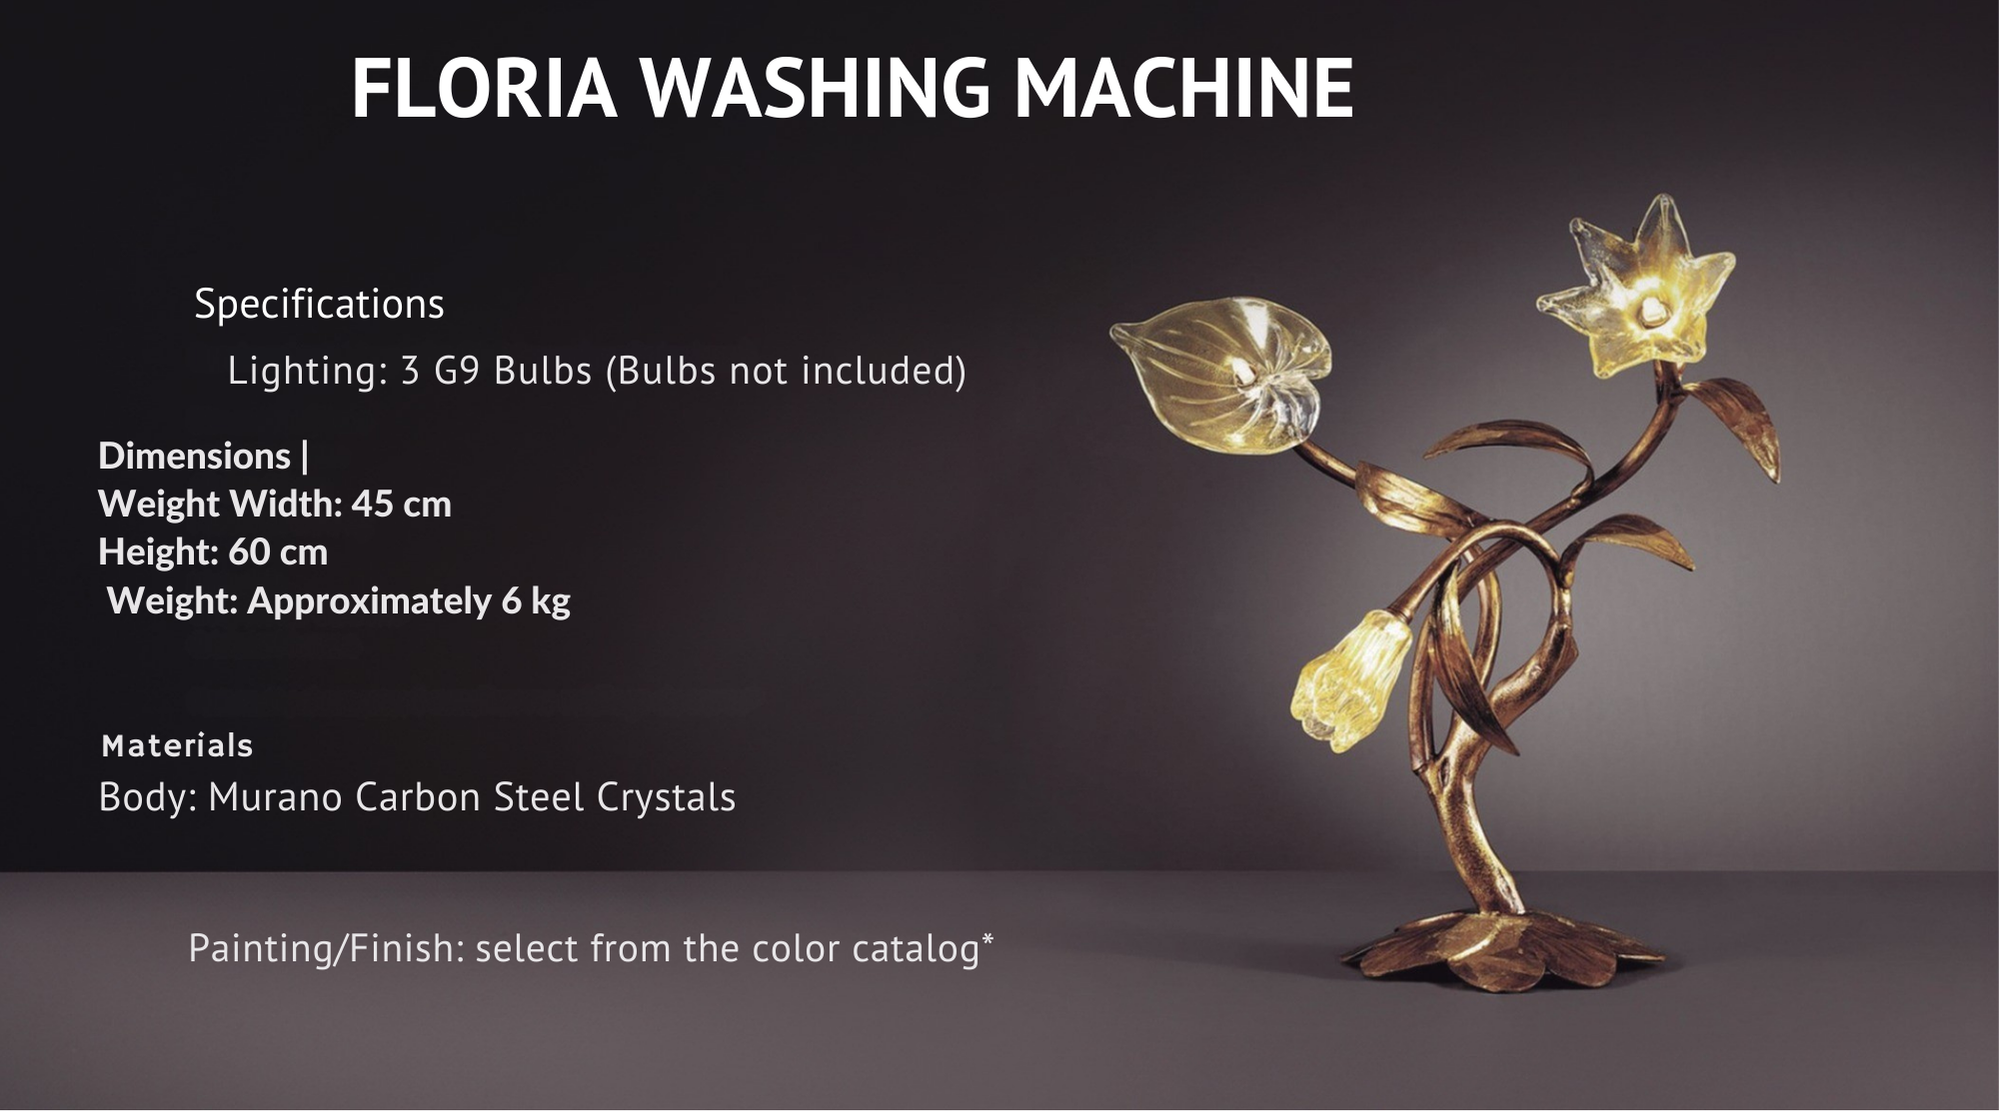 FLORIA WASHING MACHINE
Specifications
Lighting: 3 G9 Bulbs (Bulbs not included)
Dimensions |
Weight Width: 45 cm
Height: 60 cm
Weight: Approximately 6 kg
Materials
Body: Murano Carbon Steel Crystals
Painting/Finish: select from the color catalog*